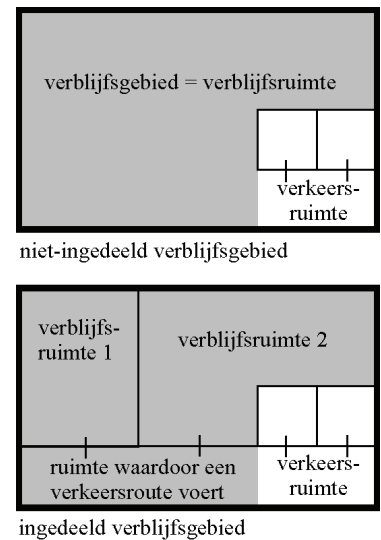 verblijfsgebied = verblijfsruimte
verkeers-
ruimte
niet-ingedeeld verblijfsgebied
verblijfs-
ruimte 1
verblijfsruimte 2
ruimte waardoor een
verkeersroute voert
verkeers-
ruimte
ingedeeld verblijfsgebied